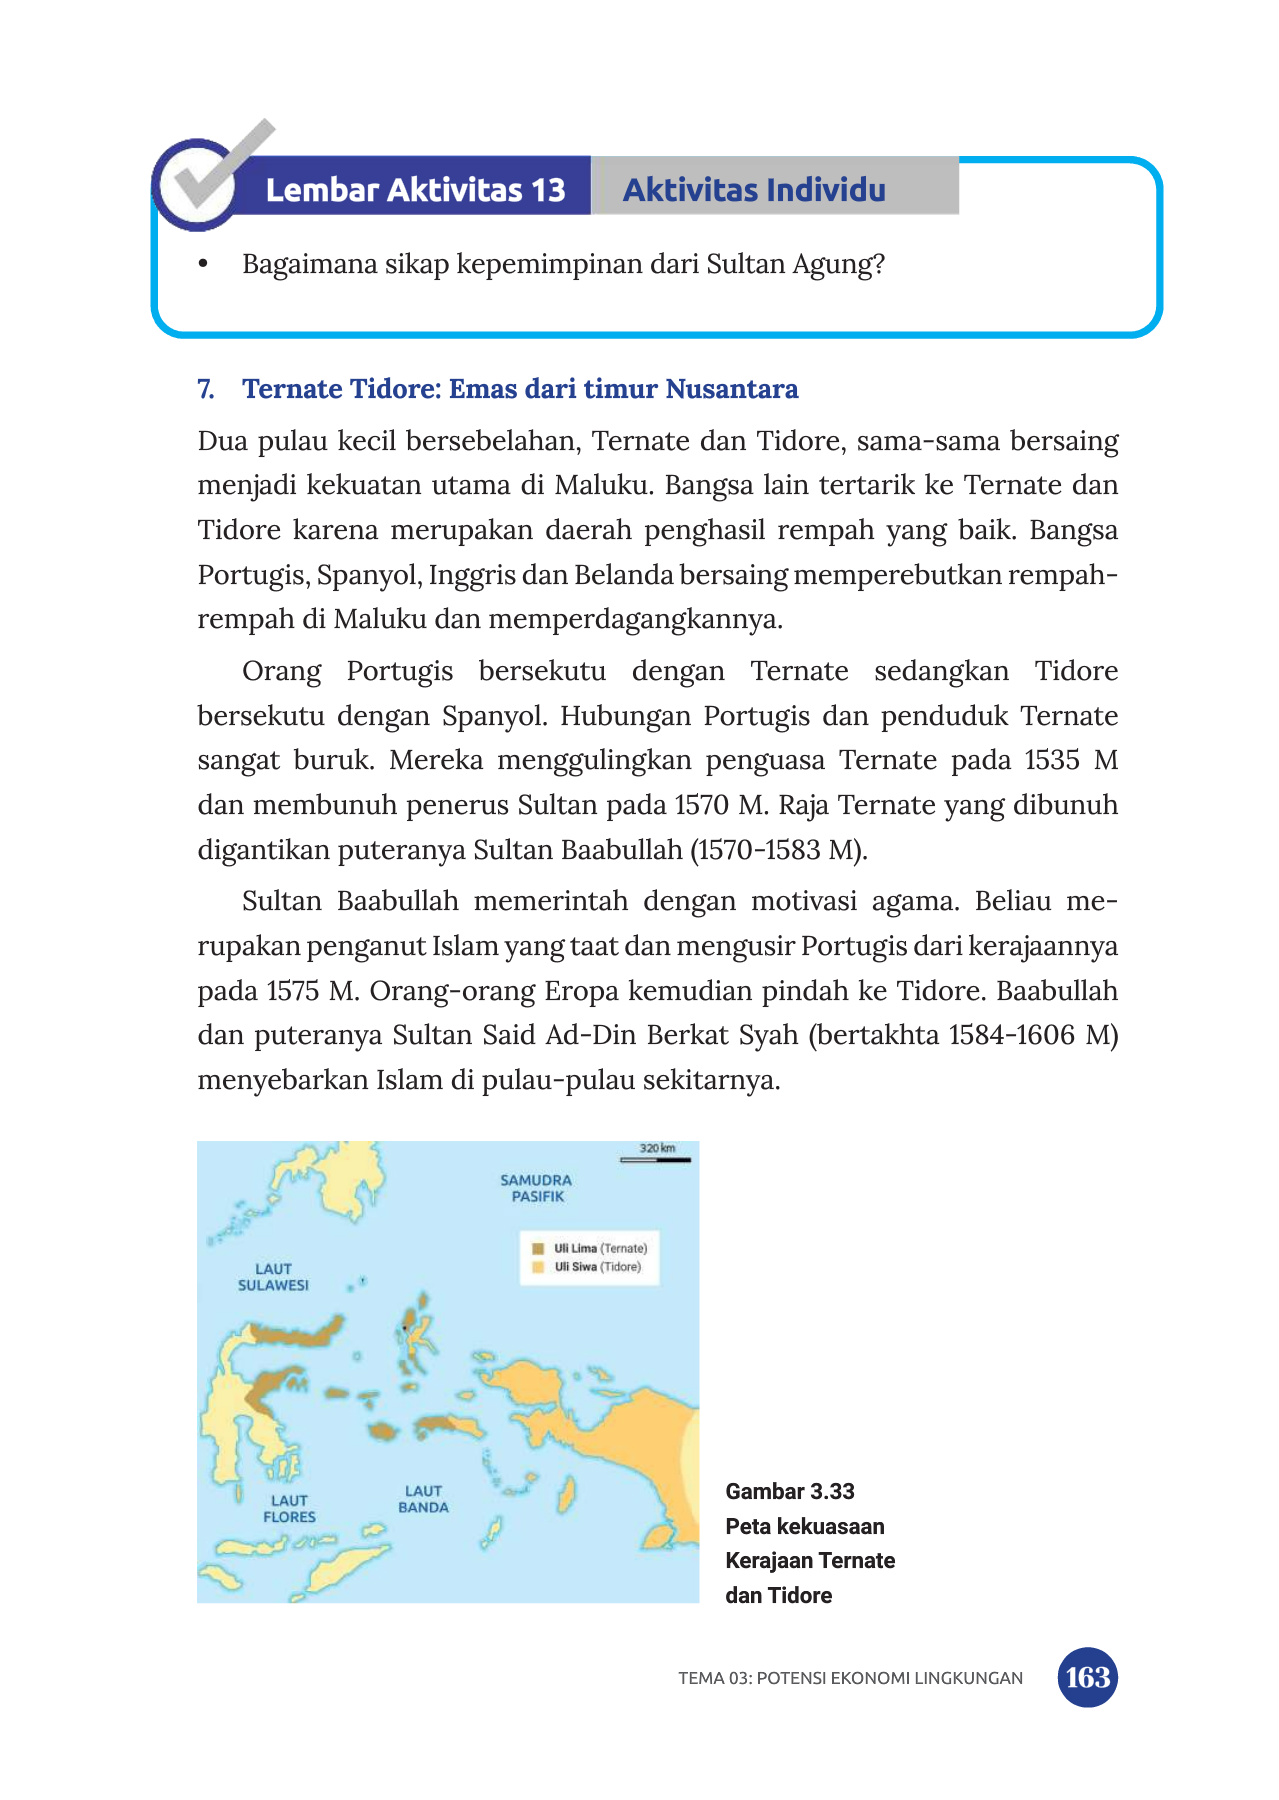 Lembar Aktivitas 13 Aktivitas Individu
• Bagaimana sikap kepemimpinan dari Sultan Agung?
7. Ternate Tidore: Emas dari timur Nusantara
Dua pulau kecil bersebelahan, Ternate dan Tidore, sama-sama bersaing
menjadi kekuatan utama di Maluku. Bangsa lain tertarik ke Ternate dan
Tidore karena merupakan daerah penghasil rempah yang baik. Bangsa
Portugis, Spanyol, Inggris dan Belanda bersaing memperebutkan rempah-
rempah di Maluku dan memperdagangkannya.
Orang Portugis bersekutu dengan Ternate sedangkan Tidore
bersekutu dengan Spanyol. Hubungan Portugis dan penduduk Ternate
sangat buruk. Mereka menggulingkan penguasa Ternate pada 1535 M
dan membunuh penerus Sultan pada 1570 M. Raja Ternate yang dibunuh
digantikan puteranya Sultan Baabullah (1570-1583 M).
Sultan Baabullah memerintah dengan motivasi agama. Beliau me-
rupakan penganut Islam yang taat dan mengusir Portugis dari kerajaannya
pada 1575 M. Orang-orang Eropa kemudian pindah ke Tidore. Baabullah
dan puteranya Sultan Said Ad-Din Berkat Syah (bertakhta 1584-1606 M)
menyebarkan Islam di pulau-pulau sekitarnya.
320 km
SAMUDRA
PASIFIK
Uli Lima (Ternate)
Uli Siwa (Tidore)
LAUT
SULAWESI
LAUT
BANDA
LAUT
FLORES
Gambar 3.33
Peta kekuasaan
Kerajaan Ternate
dan Tidore
TEMA 03: POTENSI EKONOMI LINGKUNGAN 163